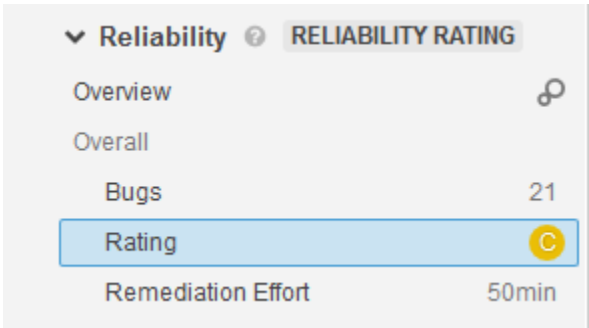 Reliability ? RELIABILITY RATING
Overview
Overall
Bugs 21
Rating C
Remediation Effort 50min